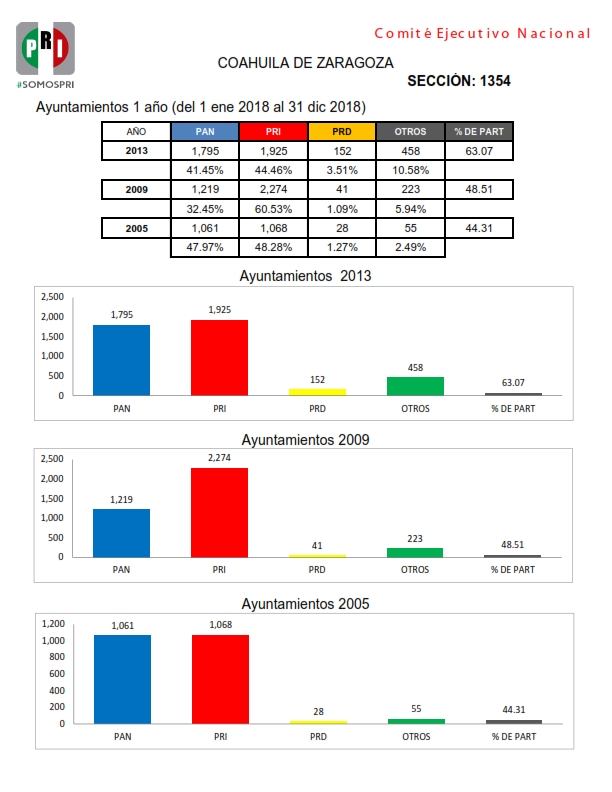 PRI
#SOMOSPRI
Comité Ejecutivo Nacional
COAHUILA DE ZARAGOZA
SECCIÓN: 1354
Ayuntamientos 1 año (del 1 ene 2018 al 31 dic 2018)
AÑO PAN PRI PRD OTROS % DE PART
2013 1,795 1,925 152 458 63.07
41.45% 44.46% 3.51% 10.58%
2009 1,219 2,274 41 223 48.51
32.45% 60.53% 1.09% 5.94%
2005 1,061 1,068 28 55 44.31
47.97% 48.28% 1.27% 2.49%
Ayuntamientos 2013
2,500
2,000
1,500
1,000
500
0
1,795 1,925 152 458 63.07
PAN PRI PRD OTROS % DE PART
Ayuntamientos 2009
2,500
2,000
1,500
1,000
500
0
1,219 2,274 41 223 48.51
PAN PRI PRD OTROS % DE PART
Ayuntamientos 2005
1,200
1,000
800
600
400
200
0
1,061 1,068 28 55 44.31
PAN PRI PRD OTROS % DE PART